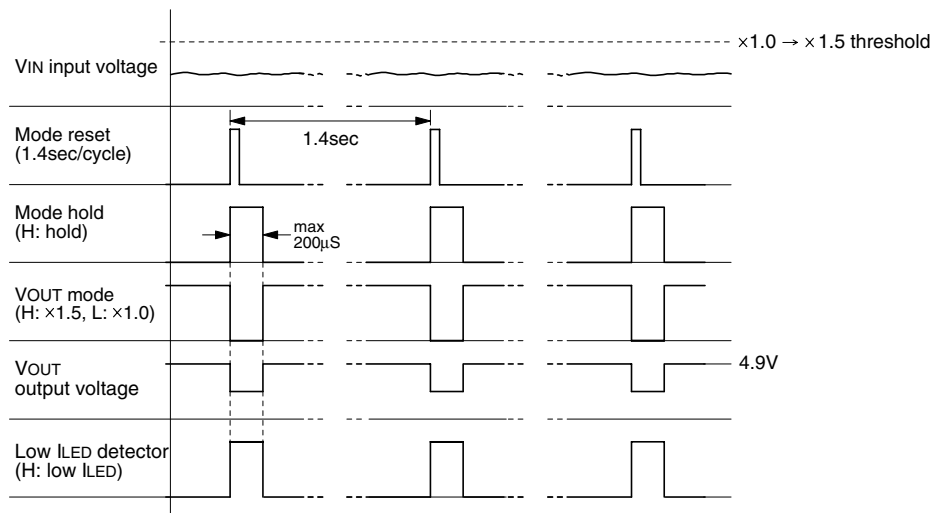 ×1.0 → ×1.5 threshold
VIN input voltage
Mode reset
(1.4sec/cycle)
1.4sec
Mode hold
(H: hold)
max
200µS
VOUT mode
(H: ×1.5, L: ×1.0)
VOUT
output voltage
4.9V
Low ILED detector
(H: low ILED)